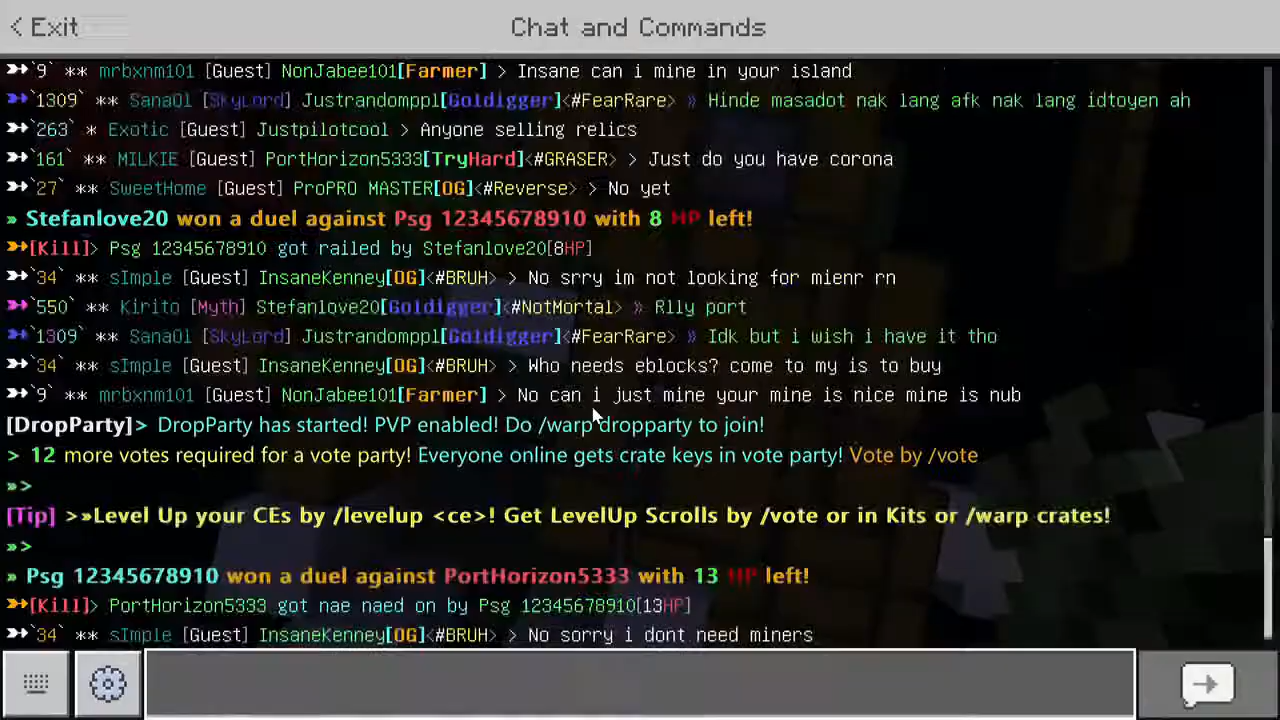 Exit
Chat and Commands
`9` ** mrbxnm101 [Guest] NonJabee101[Farmer] > Insane can i mine in your island
`1309` ** SanaOl [SkyLord] Justrandomppl[Goldigger]<#FearRare> » Hinde masadot nak lang afk nak lang idtoyen ah
`263` * Exotic [Guest] Justpilotcool > Anyone selling relics
`161` ** MILKIE [Guest] PortHorizon5333[TryHard]<#GRASER> > Just do you have corona
`27` ** SweetHome [Guest] ProPRO MASTER[OG]<#Reverse> > No yet
» Stefanlove20 won a duel against Psg 12345678910 with 8 HP left!
[Kill]> Psg 12345678910 got railed by Stefanlove20[8HP]
`34` ** sImple [Guest] InsaneKenney[OG]<#BRUH> > No srry im not looking for mienr rn
`550` ** Kirito [Myth] Stefanlove20[Goldigger]<#NotMortal> » Rlly port
`1309` ** SanaOl [SkyLord] Justrandomppl[Goldigger]<#FearRare> » Idk but i wish i have it tho
`34` ** sImple [Guest] InsaneKenney[OG]<#BRUH> > Who needs eblocks? come to my is to buy
`9` ** mrbxnm101 [Guest] NonJabee101[Farmer] > No can i just mine your mine is nice mine is nub
[DropParty]> DropParty has started! PVP enabled! Do /warp dropparty to join!
> 12 more votes required for a vote party! Everyone online gets crate keys in vote party! Vote by /vote
»>
[Tip] >»Level Up your CEs by /levelup <ce>! Get LevelUp Scrolls by /vote or in Kits or /warp crates!
»>
» Psg 12345678910 won a duel against PortHorizon5333 with 13 HP left!
[Kill]> PortHorizon5333 got nae naed on by Psg 12345678910[13HP]
`34` ** sImple [Guest] InsaneKenney[OG]<#BRUH> > No sorry i dont need miners